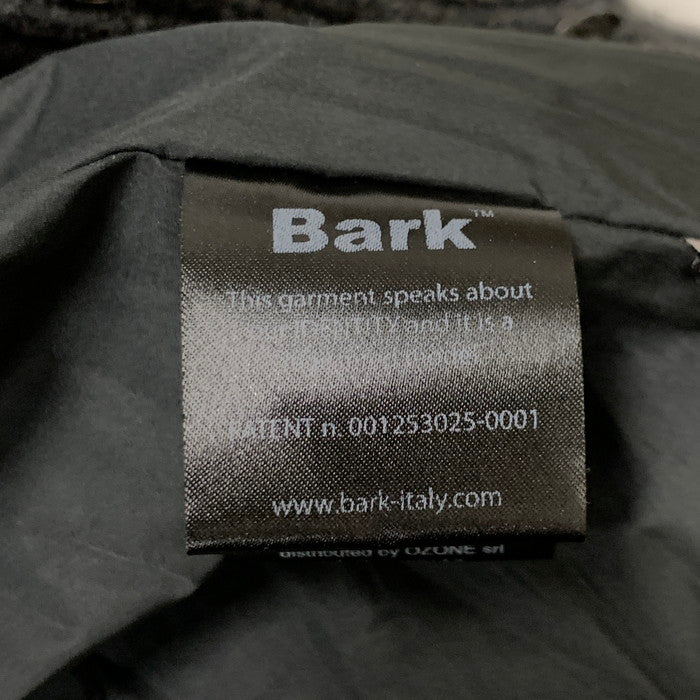 Bark™
This garment speaks about
IDENTITY and it is a
PATENT n. 001253025-0001
www.bark-italy.com
distributed by OZONE srl